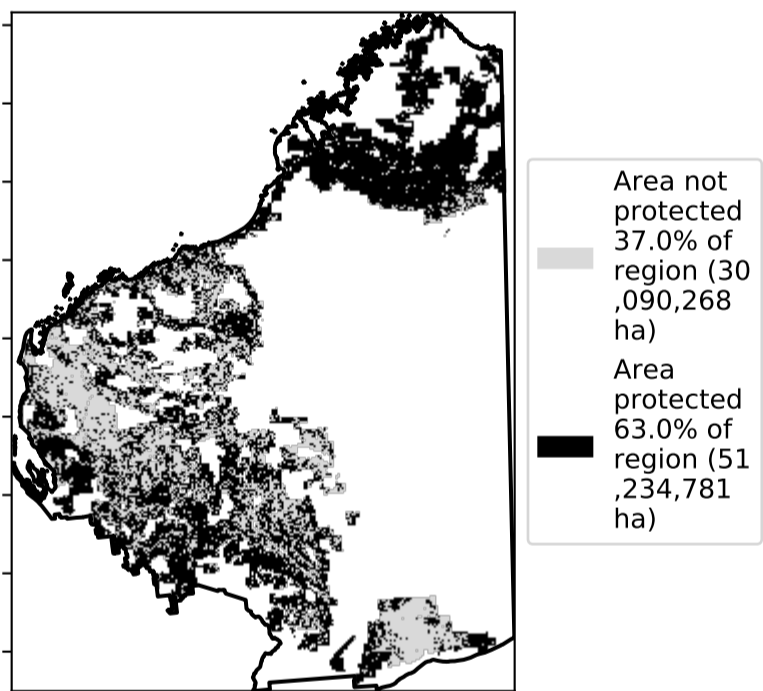 Area not
protected
37.0% of
region (30
,090,268
ha)
Area
protected
63.0% of
region (51
,234,781
ha)